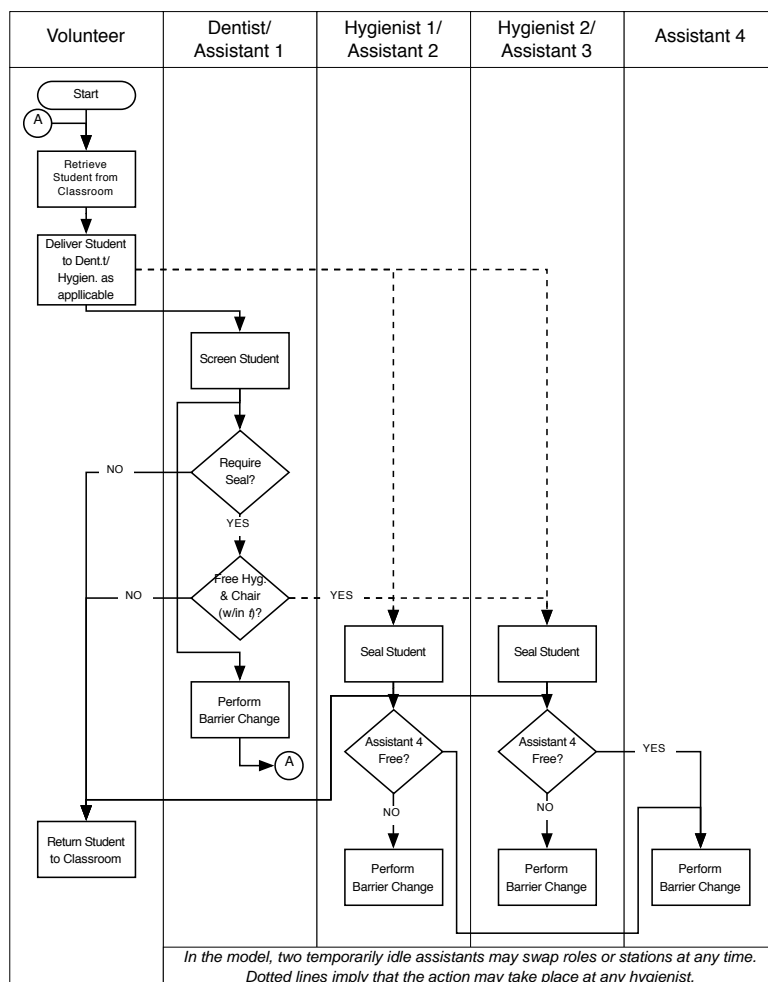 Volunteer
Dentist/
Assistant 1
Hygienist 1/
Assistant 2
Hygienist 2/
Assistant 3
Assistant 4
Start
A
Retrieve
Student from
Classroom
Deliver Student
to Dent.t/
Hygien. as
appllicable
Screen Student
Require
Seal?
NO
YES
Free Hyg.
& Chair
(w/in t)?
NO
YES
Seal Student
Seal Student
Perform
Barrier Change
A
Assistant 4
Free?
Assistant 4
Free?
YES
NO
NO
Return Student
to Classroom
Perform
Barrier Change
Perform
Barrier Change
Perform
Barrier Change
In the model, two temporarily idle assistants may swap roles or stations at any time.
Dotted lines imply that the action may take place at any hygienist.